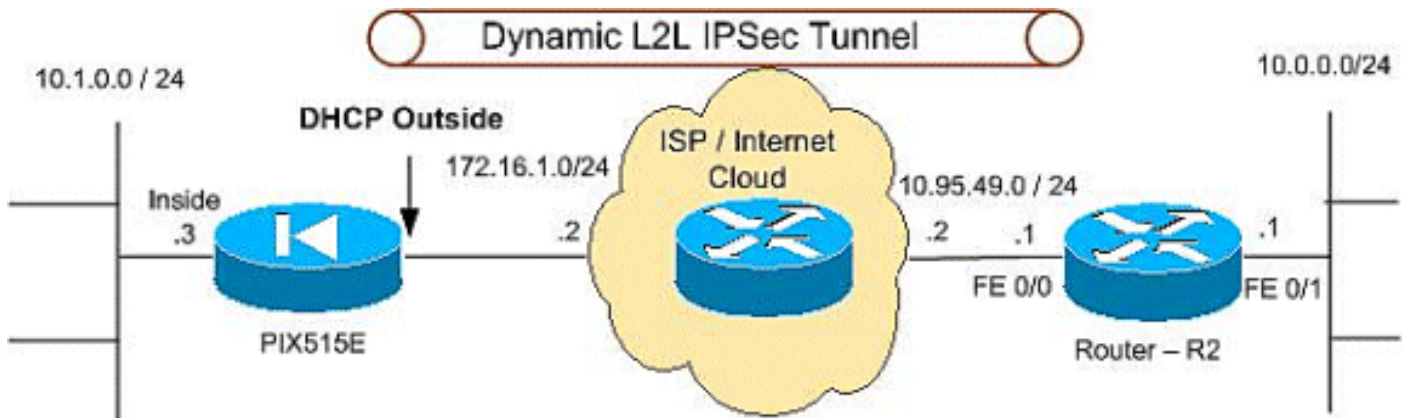 Dynamic L2L IPSec Tunnel
10.1.0.0 / 24
10.0.0.0/24
DHCP Outside
ISP / Internet
Cloud
172.16.1.0/24
10.95.49.0 / 24
Inside
.3
.2
.2
.1
.1
FE 0/0
FE 0/1
PIX515E
Router – R2